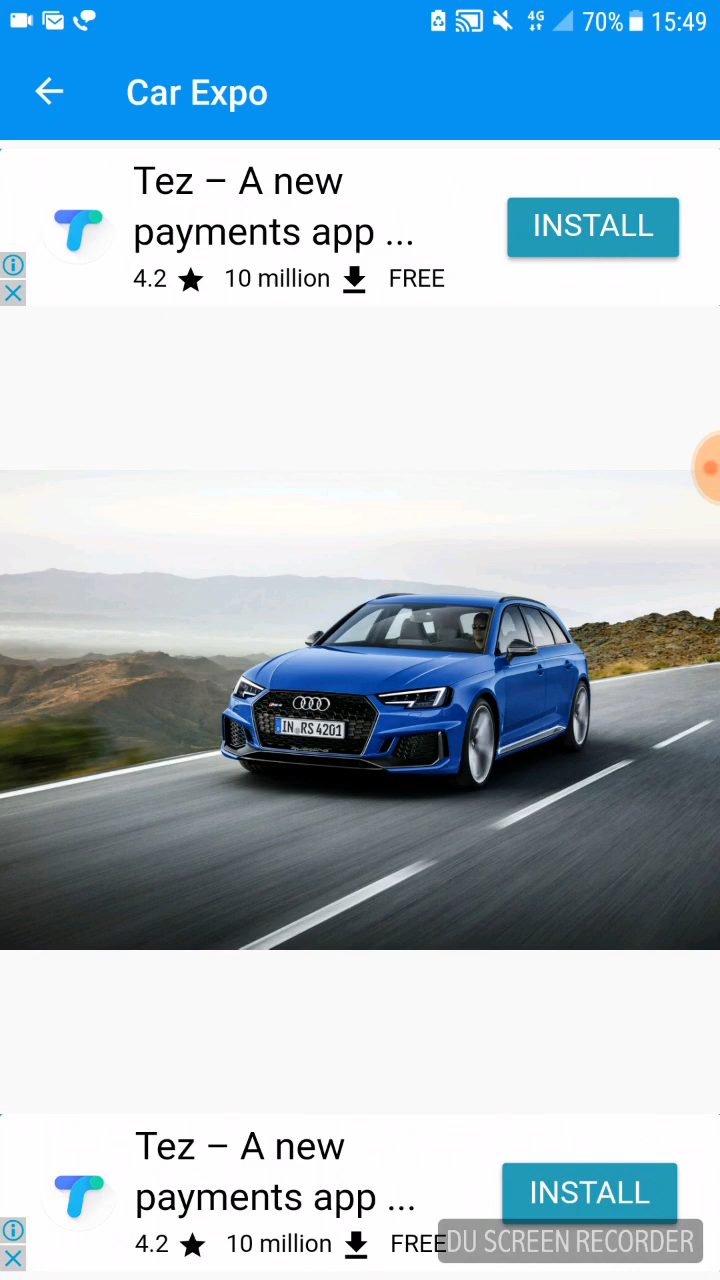 4G 70% 15:49
Car Expo
Tez – A new
payments app ...
INSTALL
4.2 10 million FREE
IN RS 4201
Tez – A new
payments app ...
INSTALL
4.2 10 million FREE
DU SCREEN RECORDER